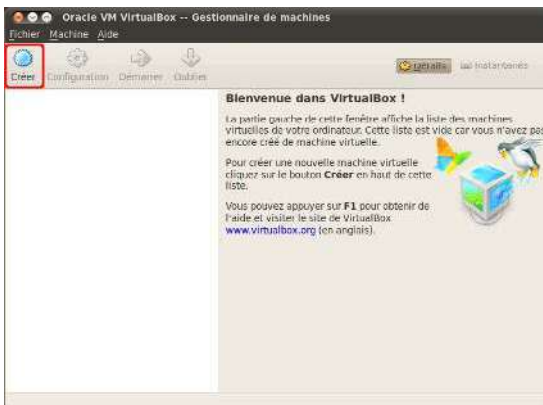 Oracle VM VirtualBox -- Gestionnaire de machines
Fichier Machine Aide
Créer Configuration Démarrer Oublier
Détails Instantanés
Bienvenue dans VirtualBox !
La partie gauche de cette fenêtre affiche la liste des machines
virtuelles de votre ordinateur. Cette liste est vide car vous n'avez pas
encore créé de machine virtuelle.
Pour créer une nouvelle machine virtuelle
cliquez sur le bouton Créer en haut de cette
liste.
Vous pouvez appuyer sur F1 pour obtenir de
l'aide et visiter le site de VirtualBox
www.virtualbox.org (en anglais).